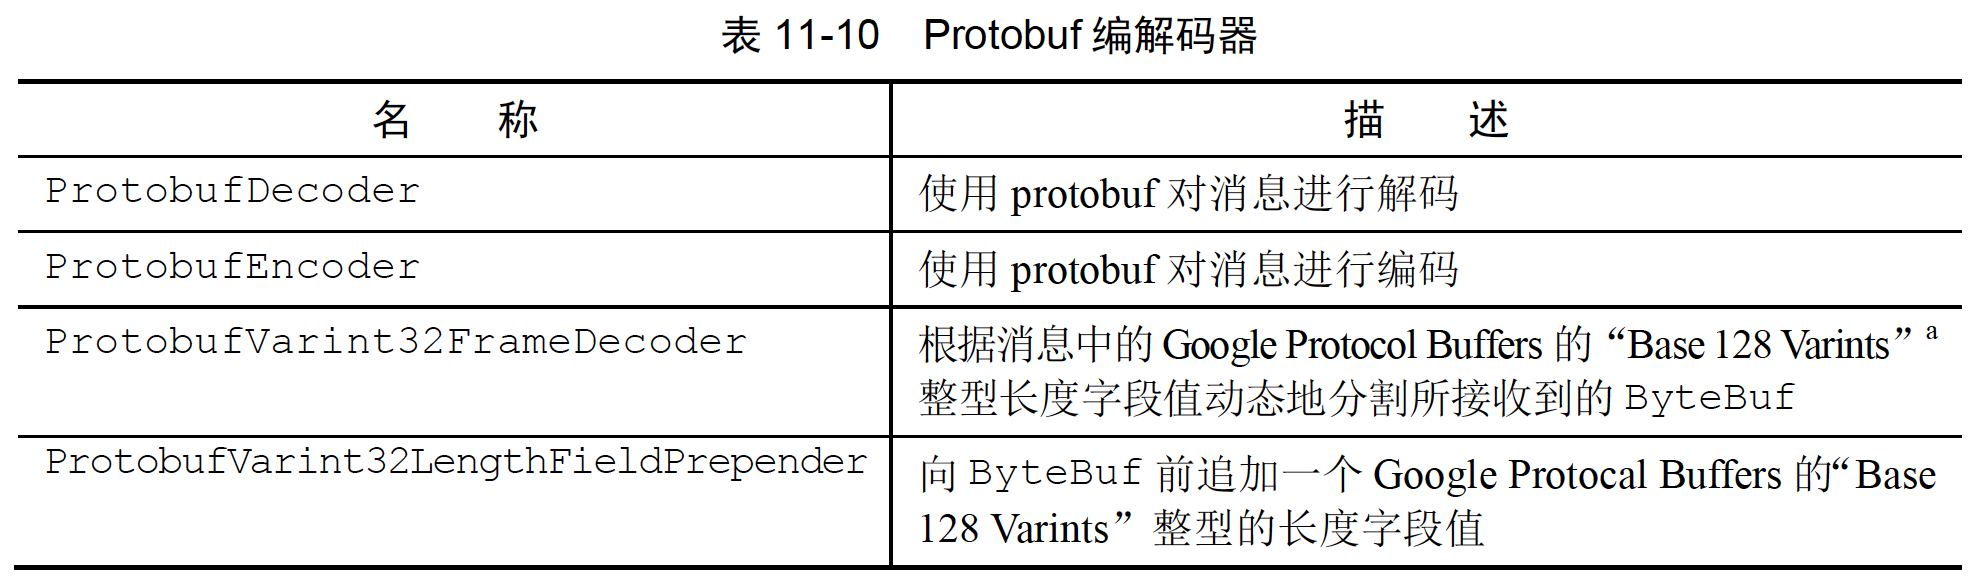 表 11-10 Protobuf 编解码器
名 称
描 述
ProtobufDecoder
使用 protobuf 对消息进行解码
ProtobufEncoder
使用 protobuf 对消息进行编码
ProtobufVarint32FrameDecoder
根据消息中的 Google Protocol Buffers 的“Base 128 Varints”a
整型长度字段值动态地分割所接收到的 ByteBuf
ProtobufVarint32LengthFieldPrepender
向 ByteBuf 前追加一个 Google Protocal Buffers 的“Base
128 Varints”整型的长度字段值